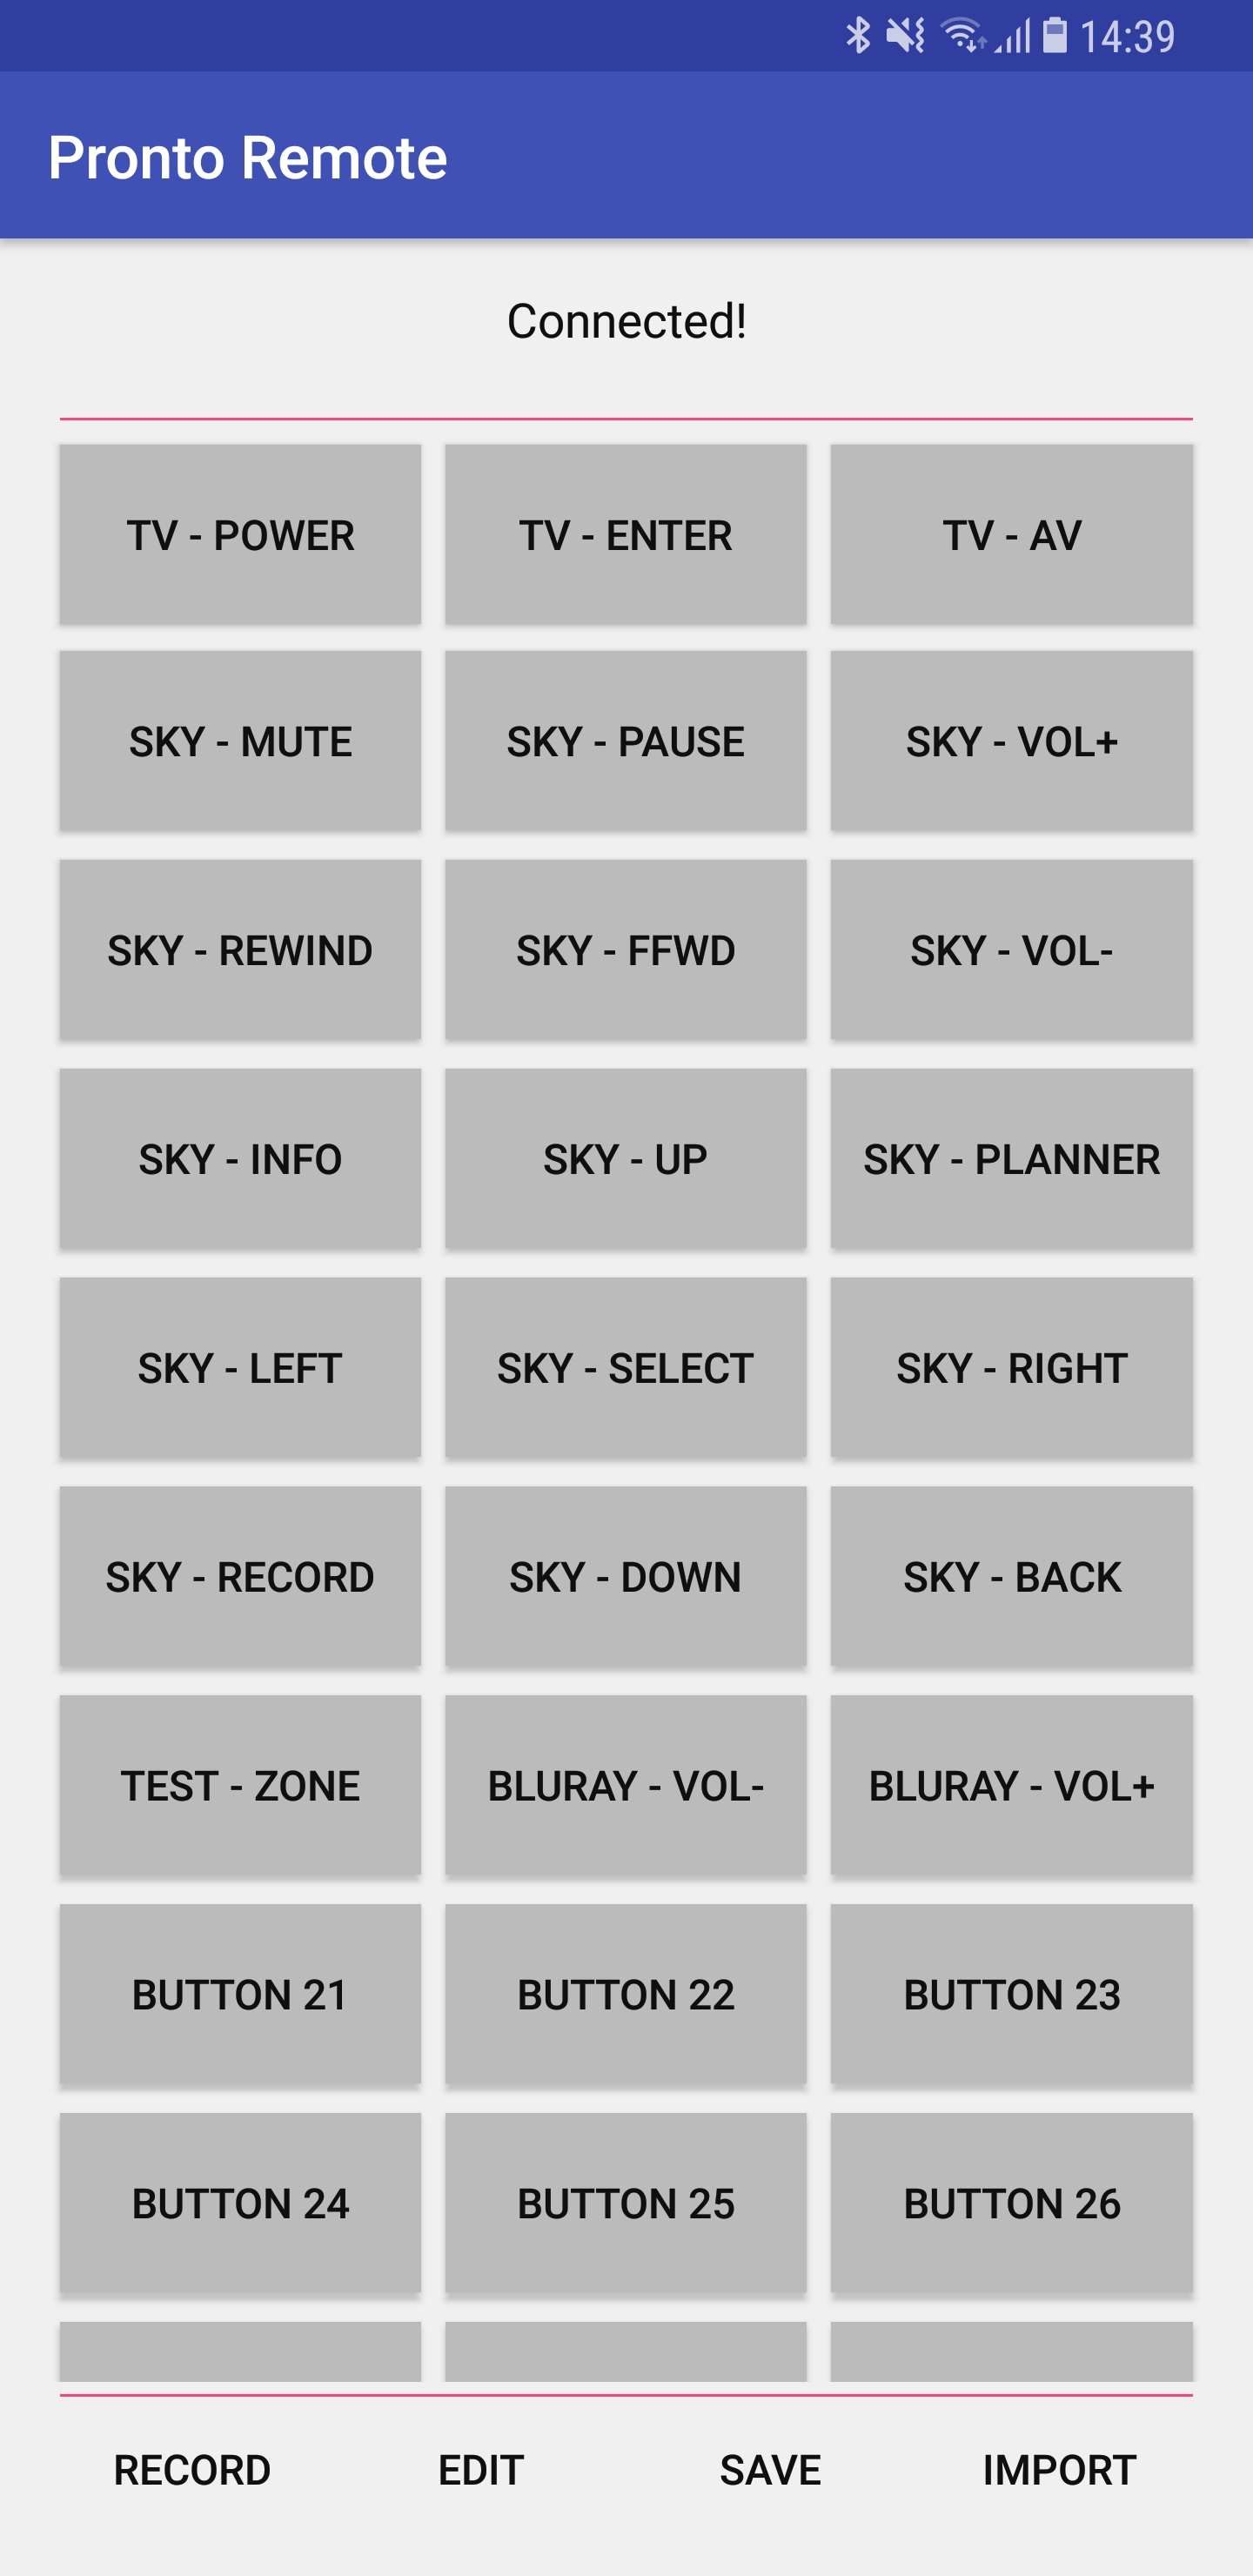 14:39
Pronto Remote
Connected!
TV - POWER
TV - ENTER
TV - AV
SKY - MUTE
SKY - PAUSE
SKY - VOL+
SKY - REWIND
SKY - FFWD
SKY - VOL-
SKY - INFO
SKY - UP
SKY - PLANNER
SKY - LEFT
SKY - SELECT
SKY - RIGHT
SKY - RECORD
SKY - DOWN
SKY - BACK
TEST - ZONE
BLURAY - VOL-
BLURAY - VOL+
BUTTON 21
BUTTON 22
BUTTON 23
BUTTON 24
BUTTON 25
BUTTON 26
RECORD
EDIT
SAVE
IMPORT